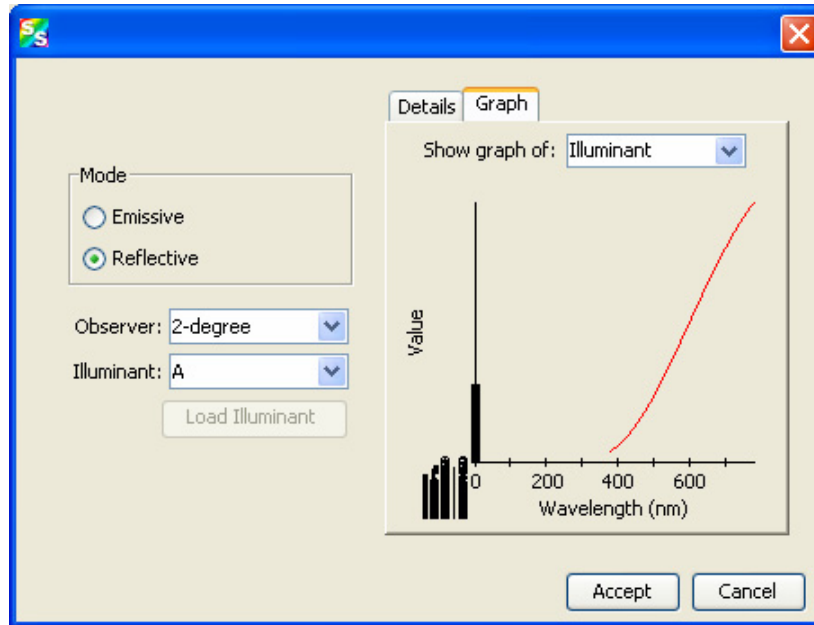 SS
Details Graph
Show graph of: Illuminant
Mode
Emissive
Reflective
Observer: 2-degree
Illuminant: A
Load Illuminant
Value
0 200 400 600
Wavelength (nm)
Accept Cancel